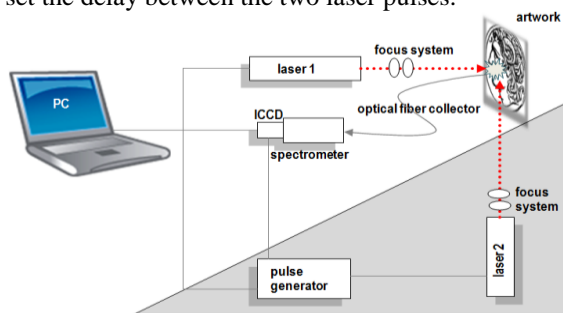 set the delay between the two laser pulses.
artwork
focus system
laser 1
PC
optical fiber collector
ICCD
spectrometer
focus
system
laser 2
pulse
generator